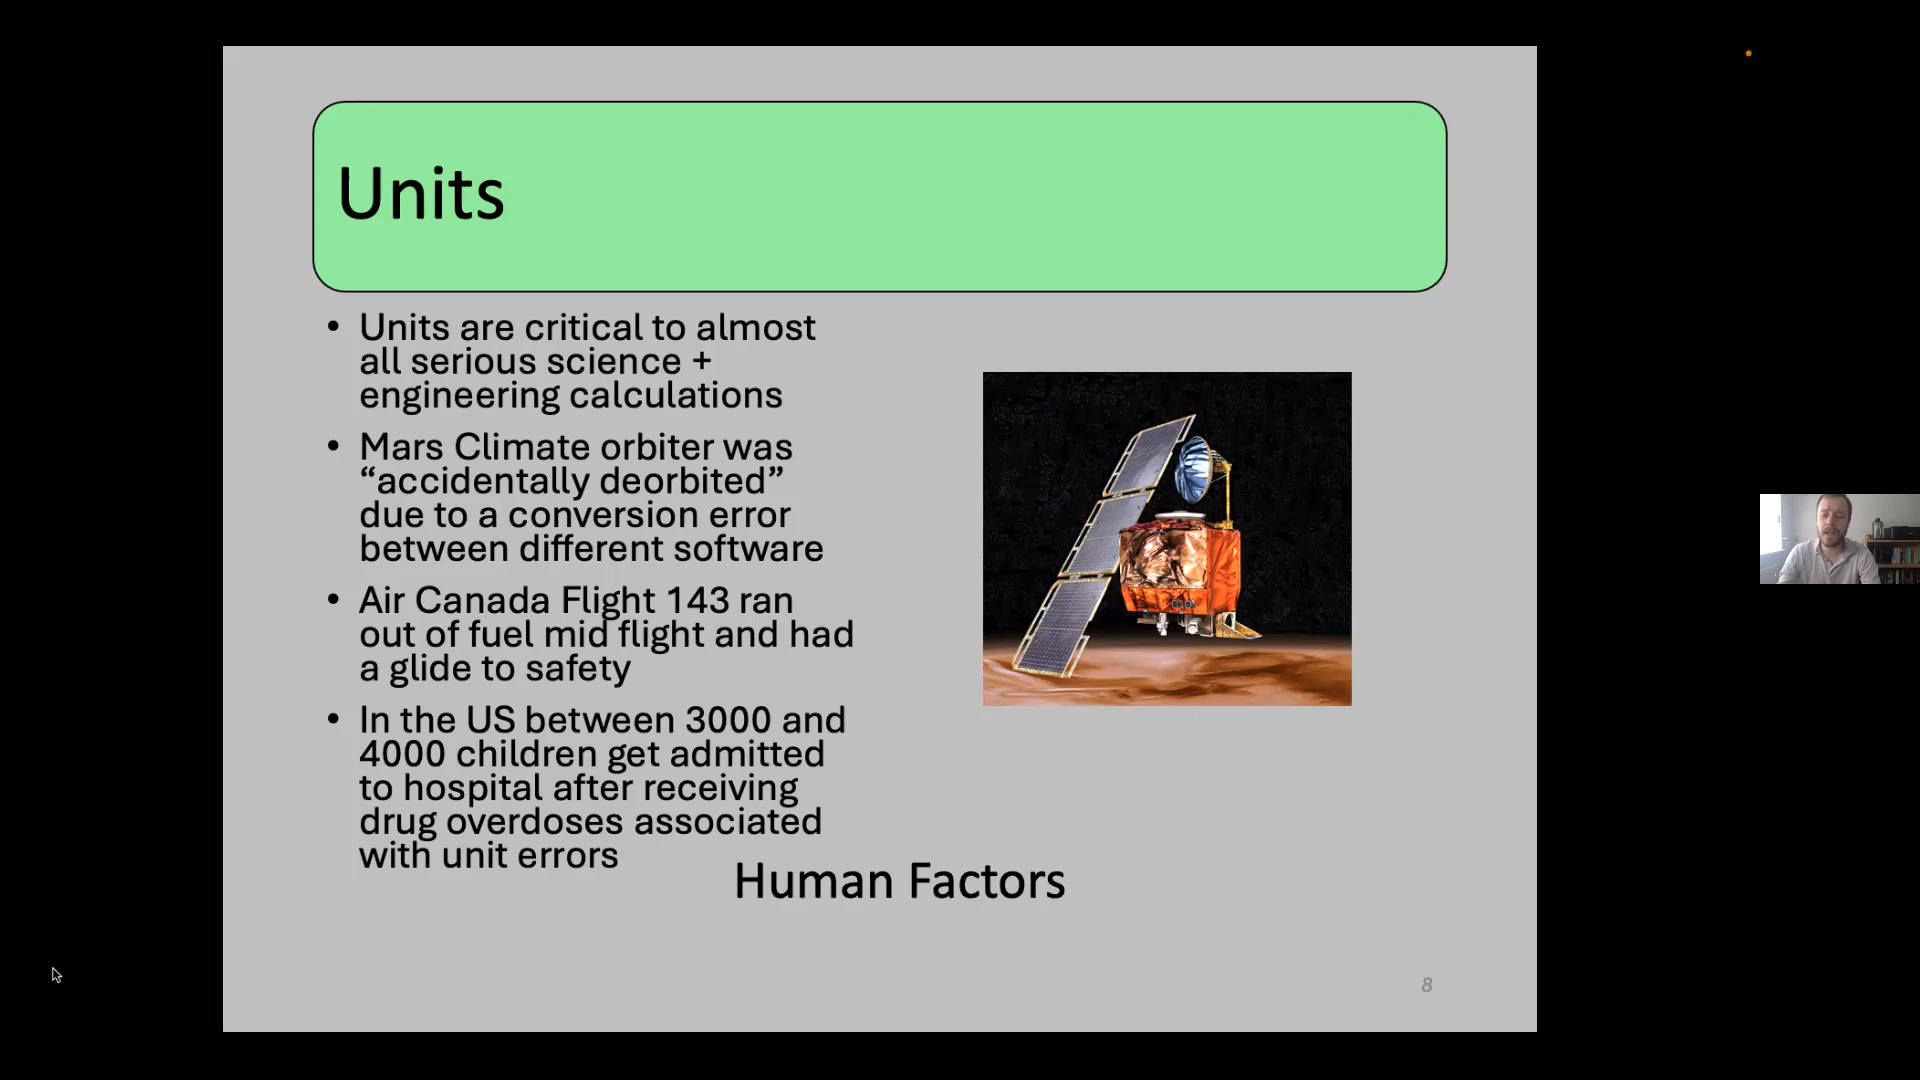 Units
• Units are critical to almost
all serious science +
engineering calculations
• Mars Climate orbiter was
“accidentally deorbited”
due to a conversion error
between different software
• Air Canada Flight 143 ran
out of fuel mid flight and had
a glide to safety
• In the US between 3000 and
4000 children get admitted
to hospital after receiving
drug overdoses associated
with unit errors
Human Factors
8